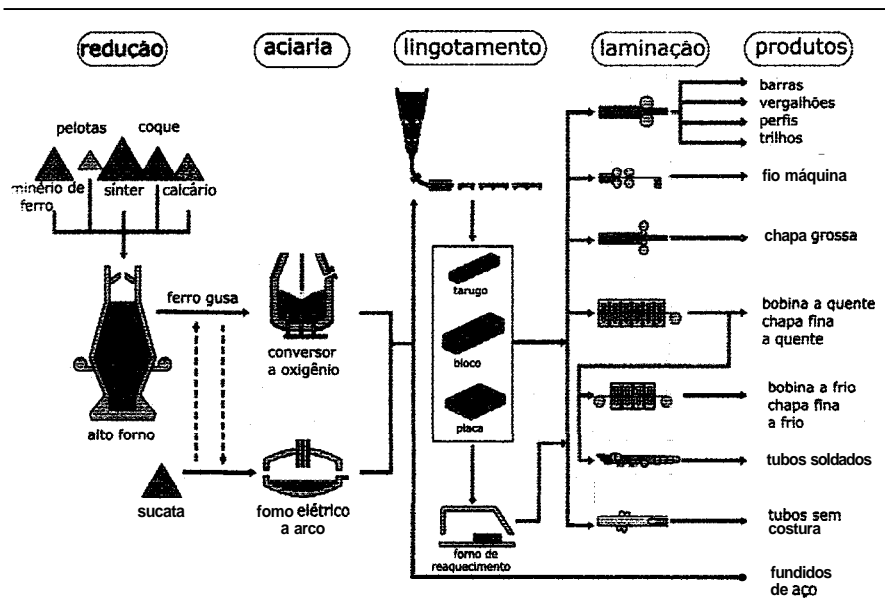 redução
aciaria
lingotamento
laminação
produtos
pelotas
coque
minério de
ferro
sínter
calcário
ferro gusa
alto forno
sucata
conversor
a oxigênio
fomo elétrico
a arco
tarugo
bloco
placa
forno de
reaquecimento
barras
vergalhões
perfis
trilhos
fio máquina
chapa grossa
bobina a quente
chapa fina
a quente
bobina a frio
chapa fina
a frio
tubos soldados
tubos sem
costura
fundidos
de aço